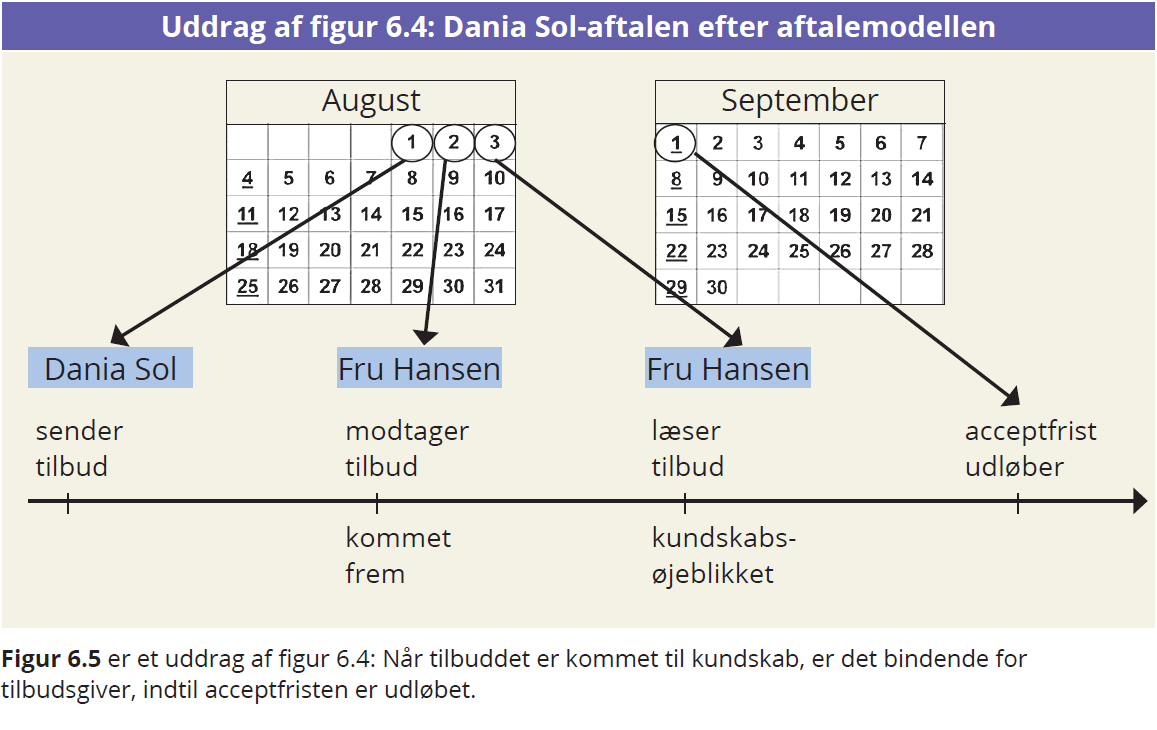 Uddrag af figur 6.4: Dania Sol-aftalen efter aftalemodellen
August
1 2 3
4 5 6 7 8 9 10
11 12 13 14 15 16 17
18 19 20 21 22 23 24
25 26 27 28 29 30 31
September
1 2 3 4 5 6 7
8 9 10 11 12 13 14
15 16 17 18 19 20 21
22 23 24 25 26 27 28
29 30
Dania Sol
sender
tilbud
Fru Hansen
modtager
tilbud
kommet
frem
Fru Hansen
læser
tilbud
kundskabs-
øjeblikket
acceptfrist
udløber
Figur 6.5 er et uddrag af figur 6.4: Når tilbuddet er kommet til kundskab, er det bindende for
tilbudsgiver, indtil acceptfristen er udløbet.